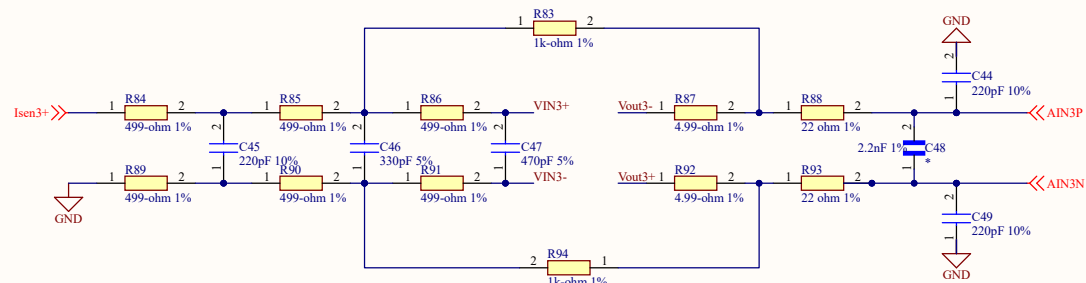 R83
1 2
1k-ohm 1%
GND
2
C44
220pF 10%
1
Isen3+
R84
1 2
499-ohm 1%
R85
1 2
499-ohm 1%
R86
1 2
499-ohm 1%
VIN3+
Vout3-
R87
1 2
4.99-ohm 1%
R88
1 2
22 ohm 1%
AIN3P
2
C45
220pF 10%
1
2
C46
330pF 5%
1
2
C47
470pF 5%
1
2
2.2nF 1%
C48
*
1
R89
1 2
499-ohm 1%
GND
R90
1 2
499-ohm 1%
R91
1 2
499-ohm 1%
VIN3-
Vout3+
R92
1 2
4.99-ohm 1%
R93
1 2
22 ohm 1%
AIN3N
2
C49
220pF 10%
1
GND
R94
2 1
1k-ohm 1%